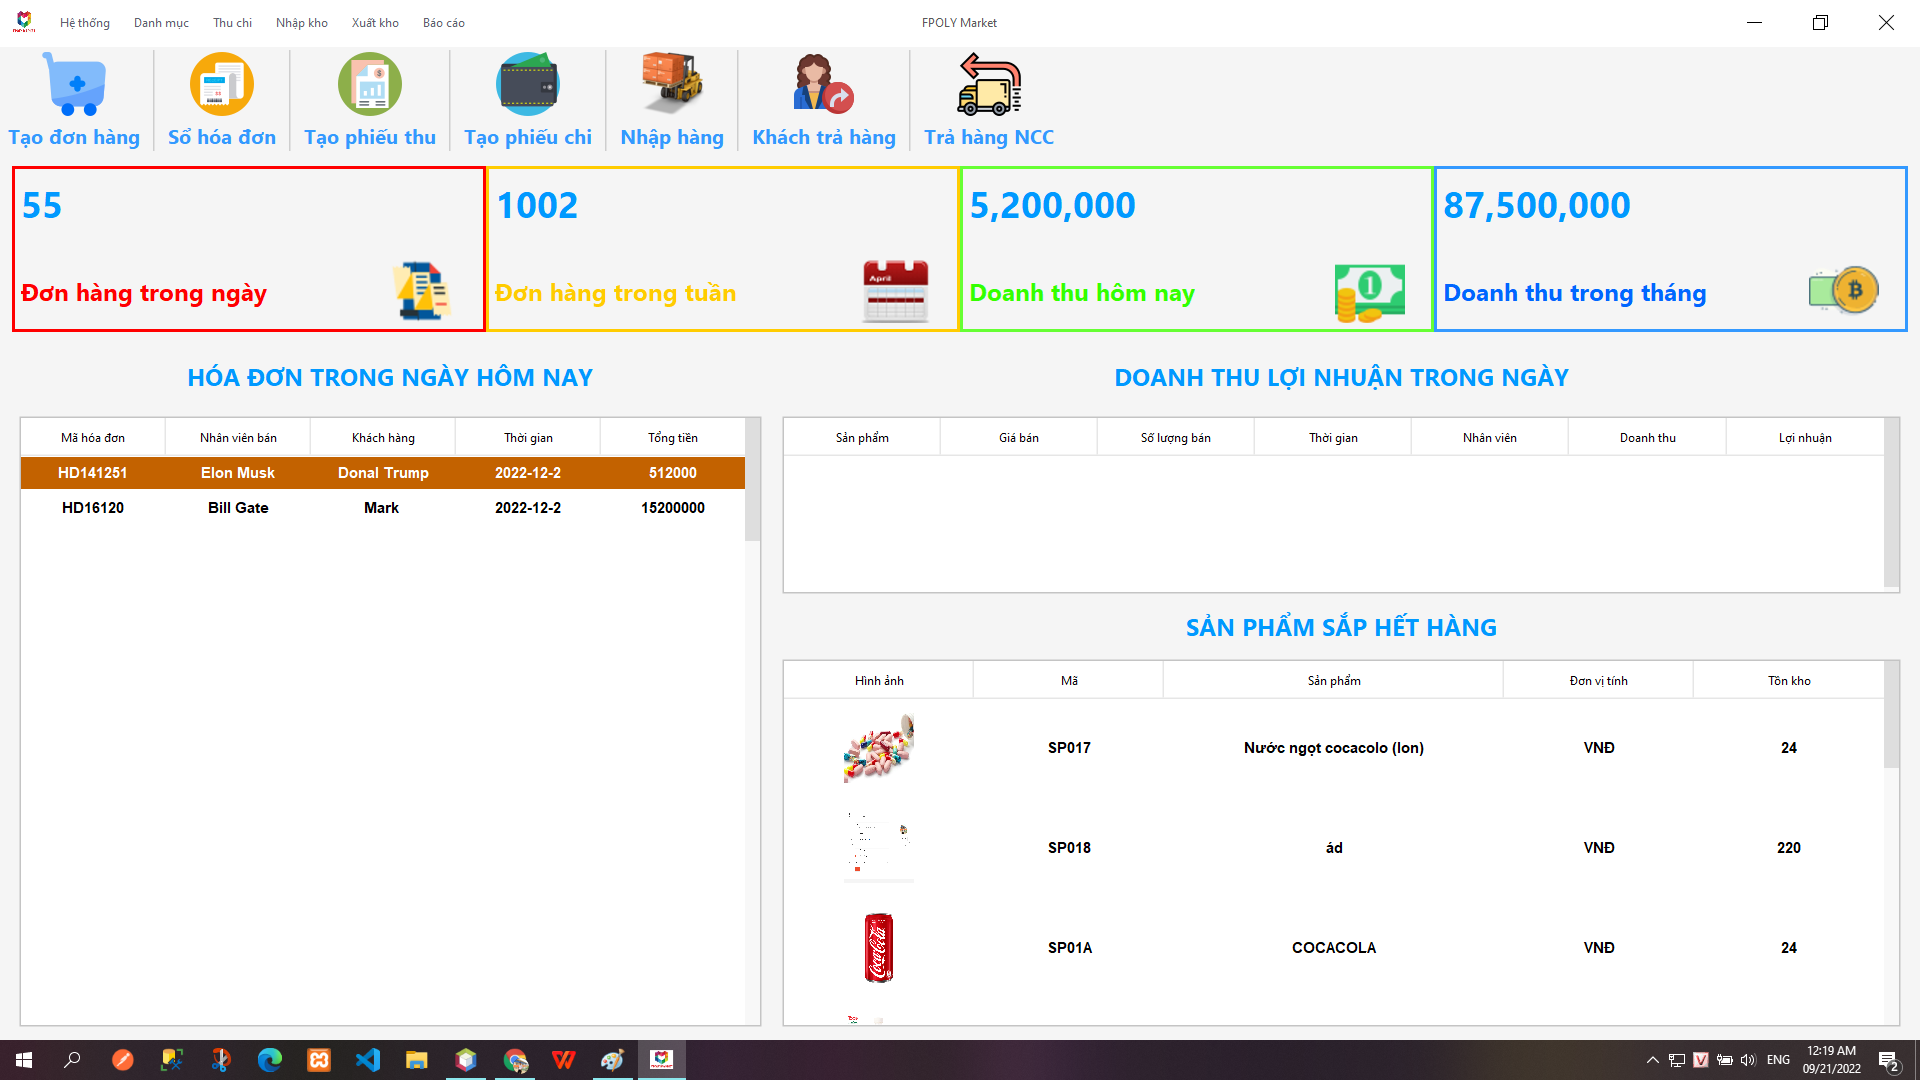 Hệ thống Danh mục Thu chi Nhập kho Xuất kho Báo cáo FPOLY Market
Tạo đơn hàng Sổ hóa đơn Tạo phiếu thu Tạo phiếu chi Nhập hàng Khách trả hàng Trả hàng NCC
55 1002 5,200,000 87,500,000
April
Đơn hàng trong ngày Đơn hàng trong tuần Doanh thu hôm nay Doanh thu trong tháng
HÓA ĐƠN TRONG NGÀY HÔM NAY
Mã hóa đơn Nhân viên bán Khách hàng Thời gian Tổng tiền
HD141251 Elon Musk Donal Trump 2022-12-2 512000
HD16120 Bill Gate Mark 2022-12-2 15200000
DOANH THU LỢI NHUẬN TRONG NGÀY
Sản phẩm Giá bán Số lượng bán Thời gian Nhân viên Doanh thu Lợi nhuận
SẢN PHẨM SẮP HẾT HÀNG
Hình ảnh Mã Sản phẩm Đơn vị tính Tồn kho
SP017 Nước ngọt cocacolo (lon) VNĐ 24
SP018 ád VNĐ 220
Coca-Cola SP01A COCACOLA VNĐ 24
ENG 12:19 AM
09/21/2022 2